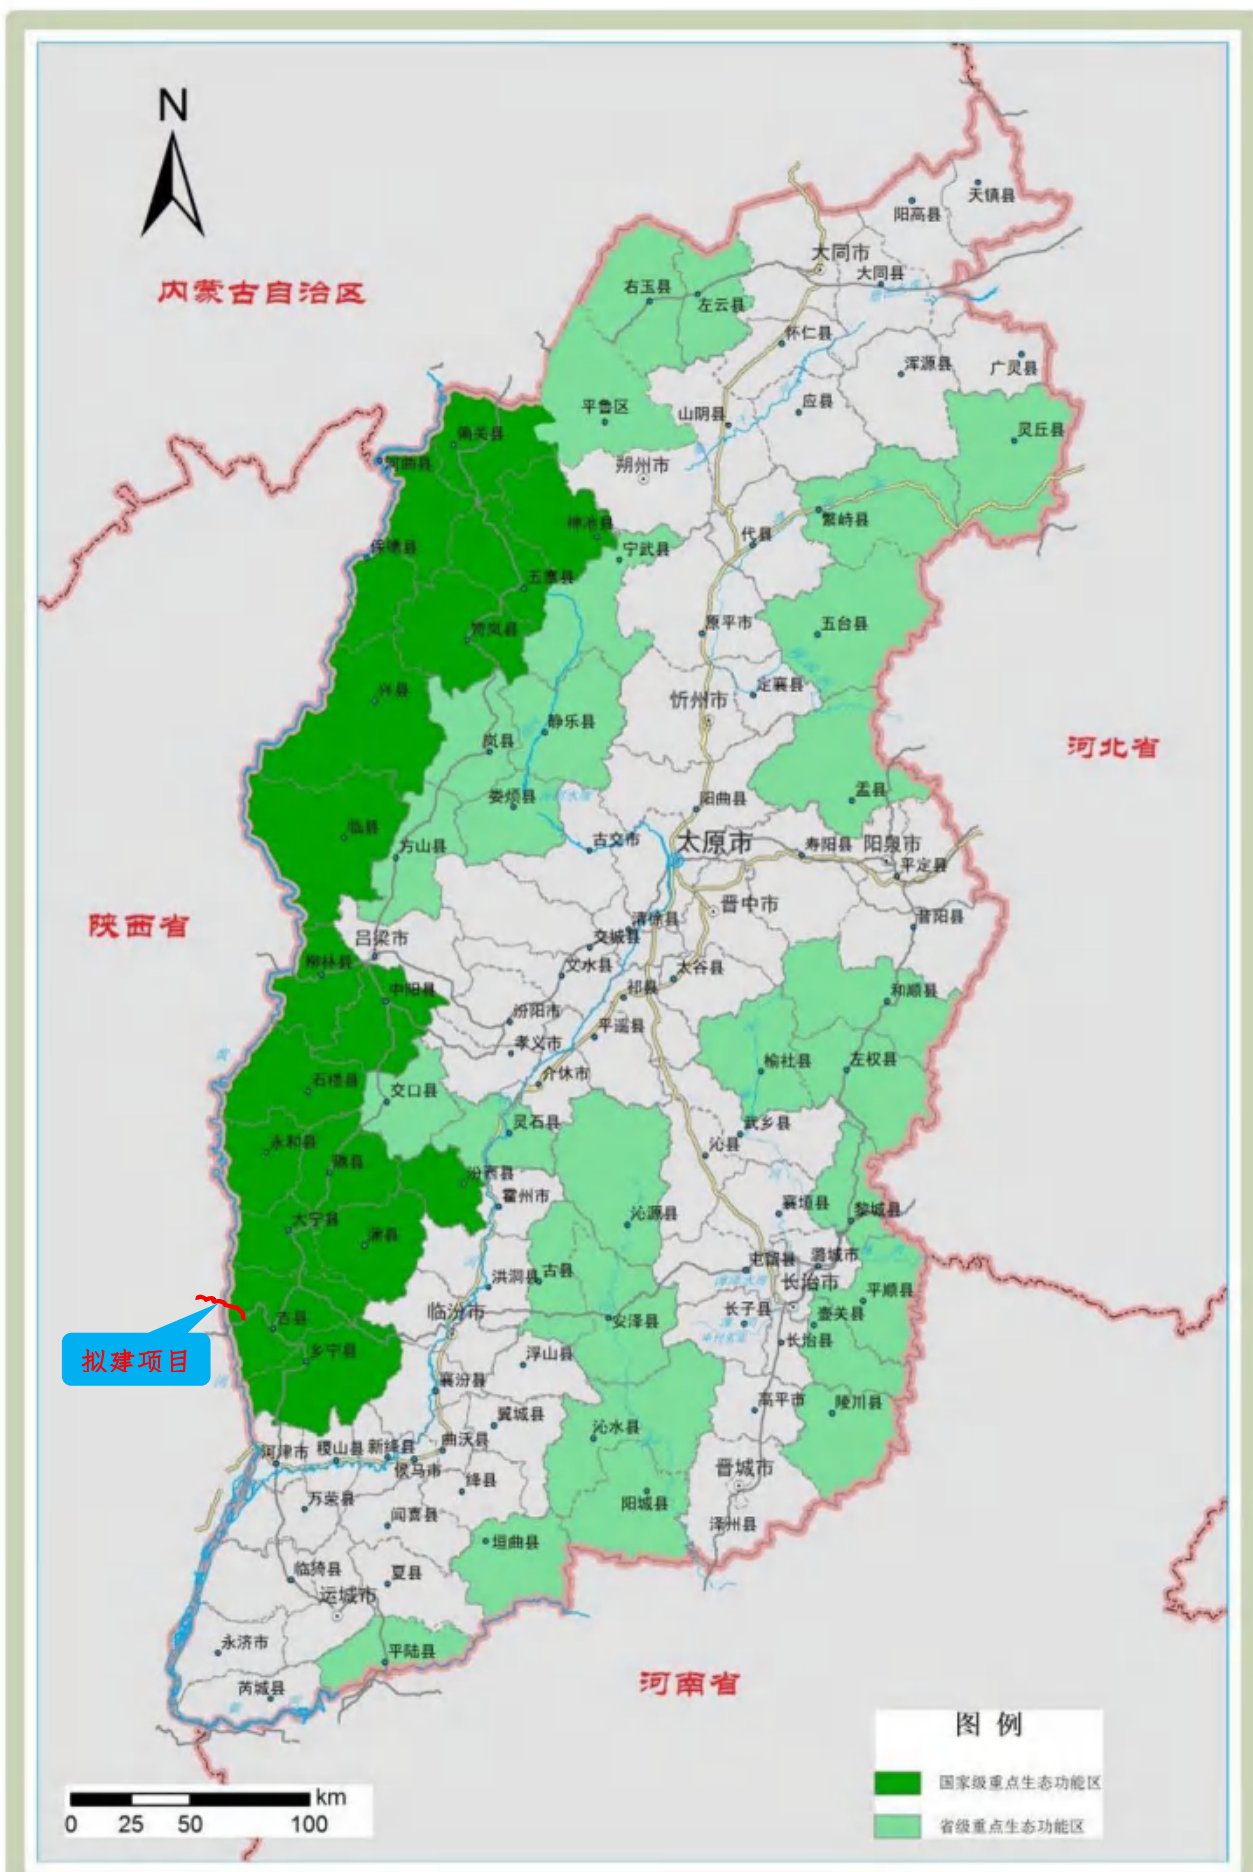 N
天镇县
阳高县
大同市
大同县
内蒙古自治区
右玉县
左云县
怀仁县
浑源县
广灵县
平鲁区
山阴县
应县
灵丘县
偏关县
河曲县
朔州市
神池县
繁峙县
保德县
宁武县
代县
五寨县
岢岚县
原平市
五台县
兴县
忻州市
定襄县
岚县
静乐县
河北省
娄烦县
阳曲县
盂县
临县
方山县
古交市
太原市
寿阳县
阳泉市
平定县
陕西省
吕梁市
清徐县
晋中市
昔阳县
交城县
柳林县
文水县
太谷县
中阳县
祁县
和顺县
汾阳市
平遥县
孝义市
黄
石楼县
交口县
介休市
榆社县
左权县
灵石县
武乡县
永和县
隰县
汾西县
沁县
霍州市
大宁县
蒲县
沁源县
襄垣县
黎城县
洪洞县
古县
屯留县
潞城市
长治市
平顺县
吉县
临汾市
安泽县
长子县
壶关县
长治县
拟建项目
乡宁县
浮山县
河
襄汾县
高平市
陵川县
翼城县
沁水县
河津市
稷山县
新绛县
曲沃县
侯马市
绛县
晋城市
万荣县
阳城县
闻喜县
垣曲县
泽州县
临猗县
夏县
运城市
永济市
平陆县
芮城县
河南省
图 例
国家级重点生态功能区
省级重点生态功能区
km
0 25 50 100